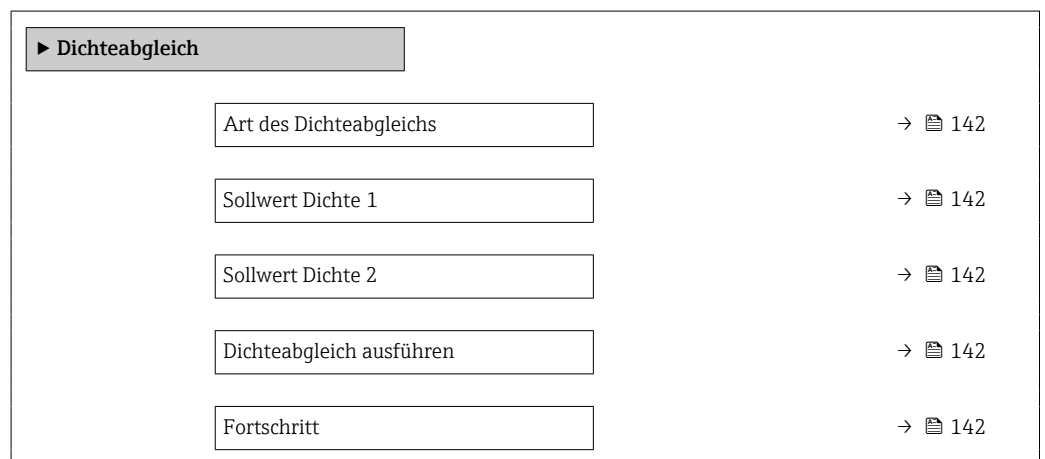 ▶ Dichteabgleich
Art des Dichteabgleichs → 142
Sollwert Dichte 1 → 142
Sollwert Dichte 2 → 142
Dichteabgleich ausführen → 142
Fortschritt → 142